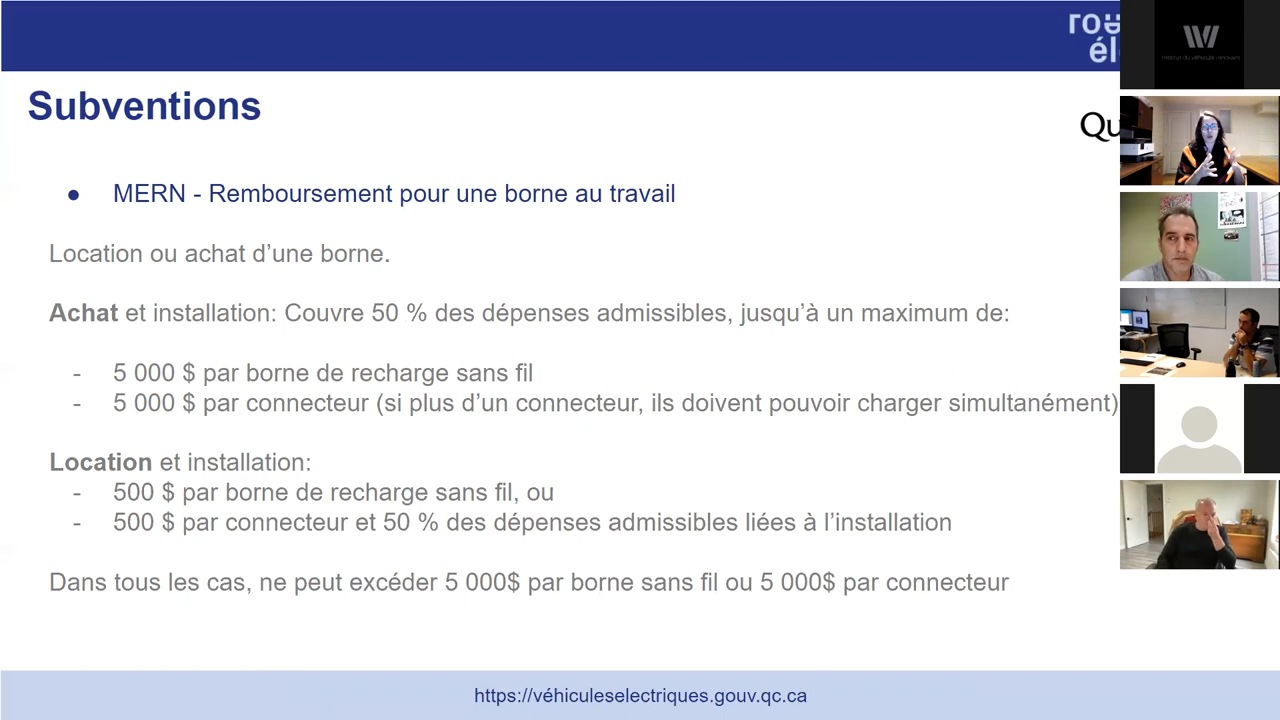 rou
él
Subventions
Qu
● MERN - Remboursement pour une borne au travail
Location ou achat d’une borne.
Achat et installation: Couvre 50 % des dépenses admissibles, jusqu’à un maximum de:
- 5 000 $ par borne de recharge sans fil
- 5 000 $ par connecteur (si plus d’un connecteur, ils doivent pouvoir charger simultanément)
Location et installation:
- 500 $ par borne de recharge sans fil, ou
- 500 $ par connecteur et 50 % des dépenses admissibles liées à l’installation
Dans tous les cas, ne peut excéder 5 000$ par borne sans fil ou 5 000$ par connecteur
https://véhiculeselectriques.gouv.qc.ca